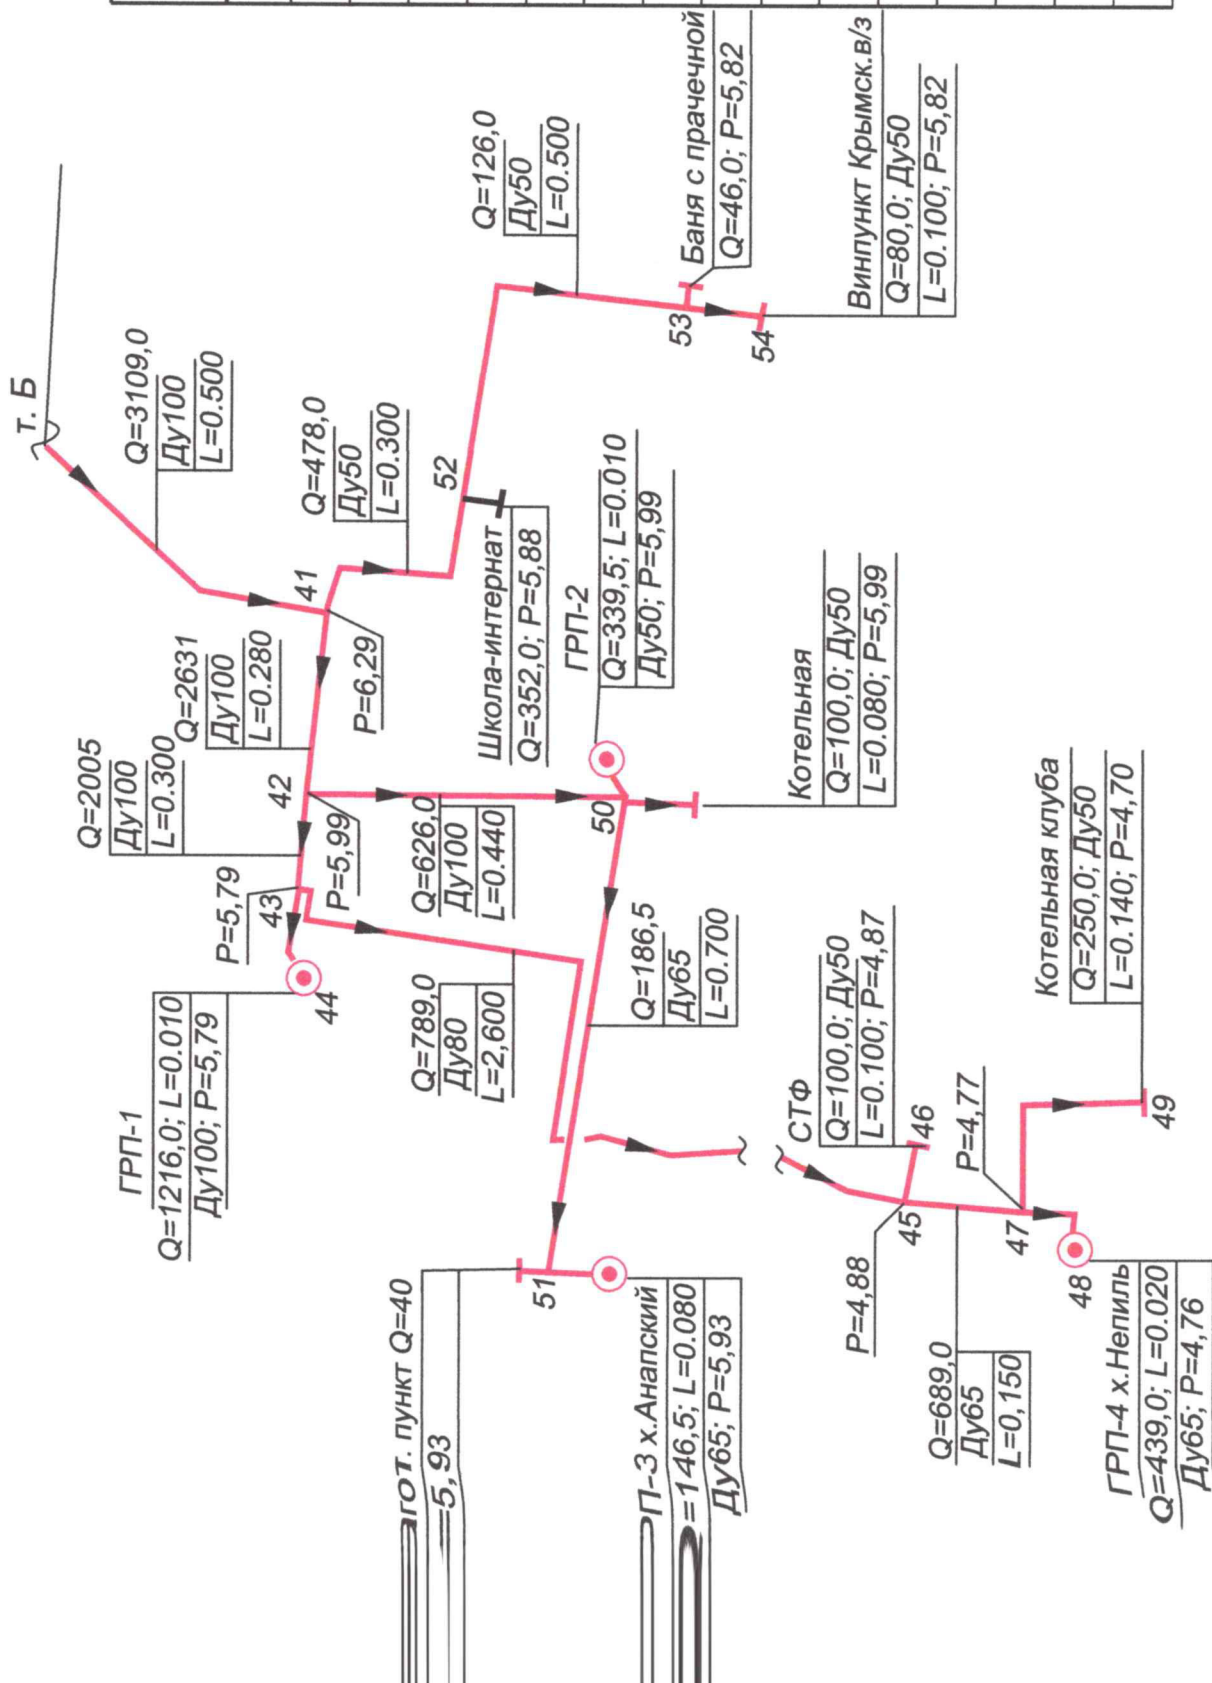 т. Б
Q=3109,0
Ду100
L=0.500
Q=2005
Ду100
L=0.300
Q=2631
Ду100
L=0.280
41
P=6,29
42
P=5,99
P=5,79
43
44
ГРП-1
Q=1216,0; L=0.010
Ду100; P=5,79
Q=478,0
Ду50
L=0.300
52
Школа-интернат
Q=352,0; P=5,88
Q=126,0
Ду50
L=0.500
53
Баня с прачечной
Q=46,0; P=5,82
54
Винпункт Крымск.в/з
Q=80,0; Ду50
L=0.100; P=5,82
Q=626,0
Ду100
L=0.440
ГРП-2
Q=339,5; L=0.010
Ду50; P=5,99
50
Котельная
Q=100,0; Ду50
L=0.080; P=5,99
Q=789,0
Ду80
L=2,600
Q=186,5
Ду65
L=0.700
51
гот. пункт Q=40
=5,93
П-3 х.Анапский
=146,5; L=0.080
Ду65; P=5,93
СТФ
Q=100,0; Ду50
L=0.100; P=4,87
46
45
P=4,88
Q=689,0
Ду65
L=0,150
P=4,77
47
48
ГРП-4 х.Непиль
Q=439,0; L=0.020
Ду65; P=4,76
Котельная клуба
Q=250,0; Ду50
L=0.140; P=4,70
49